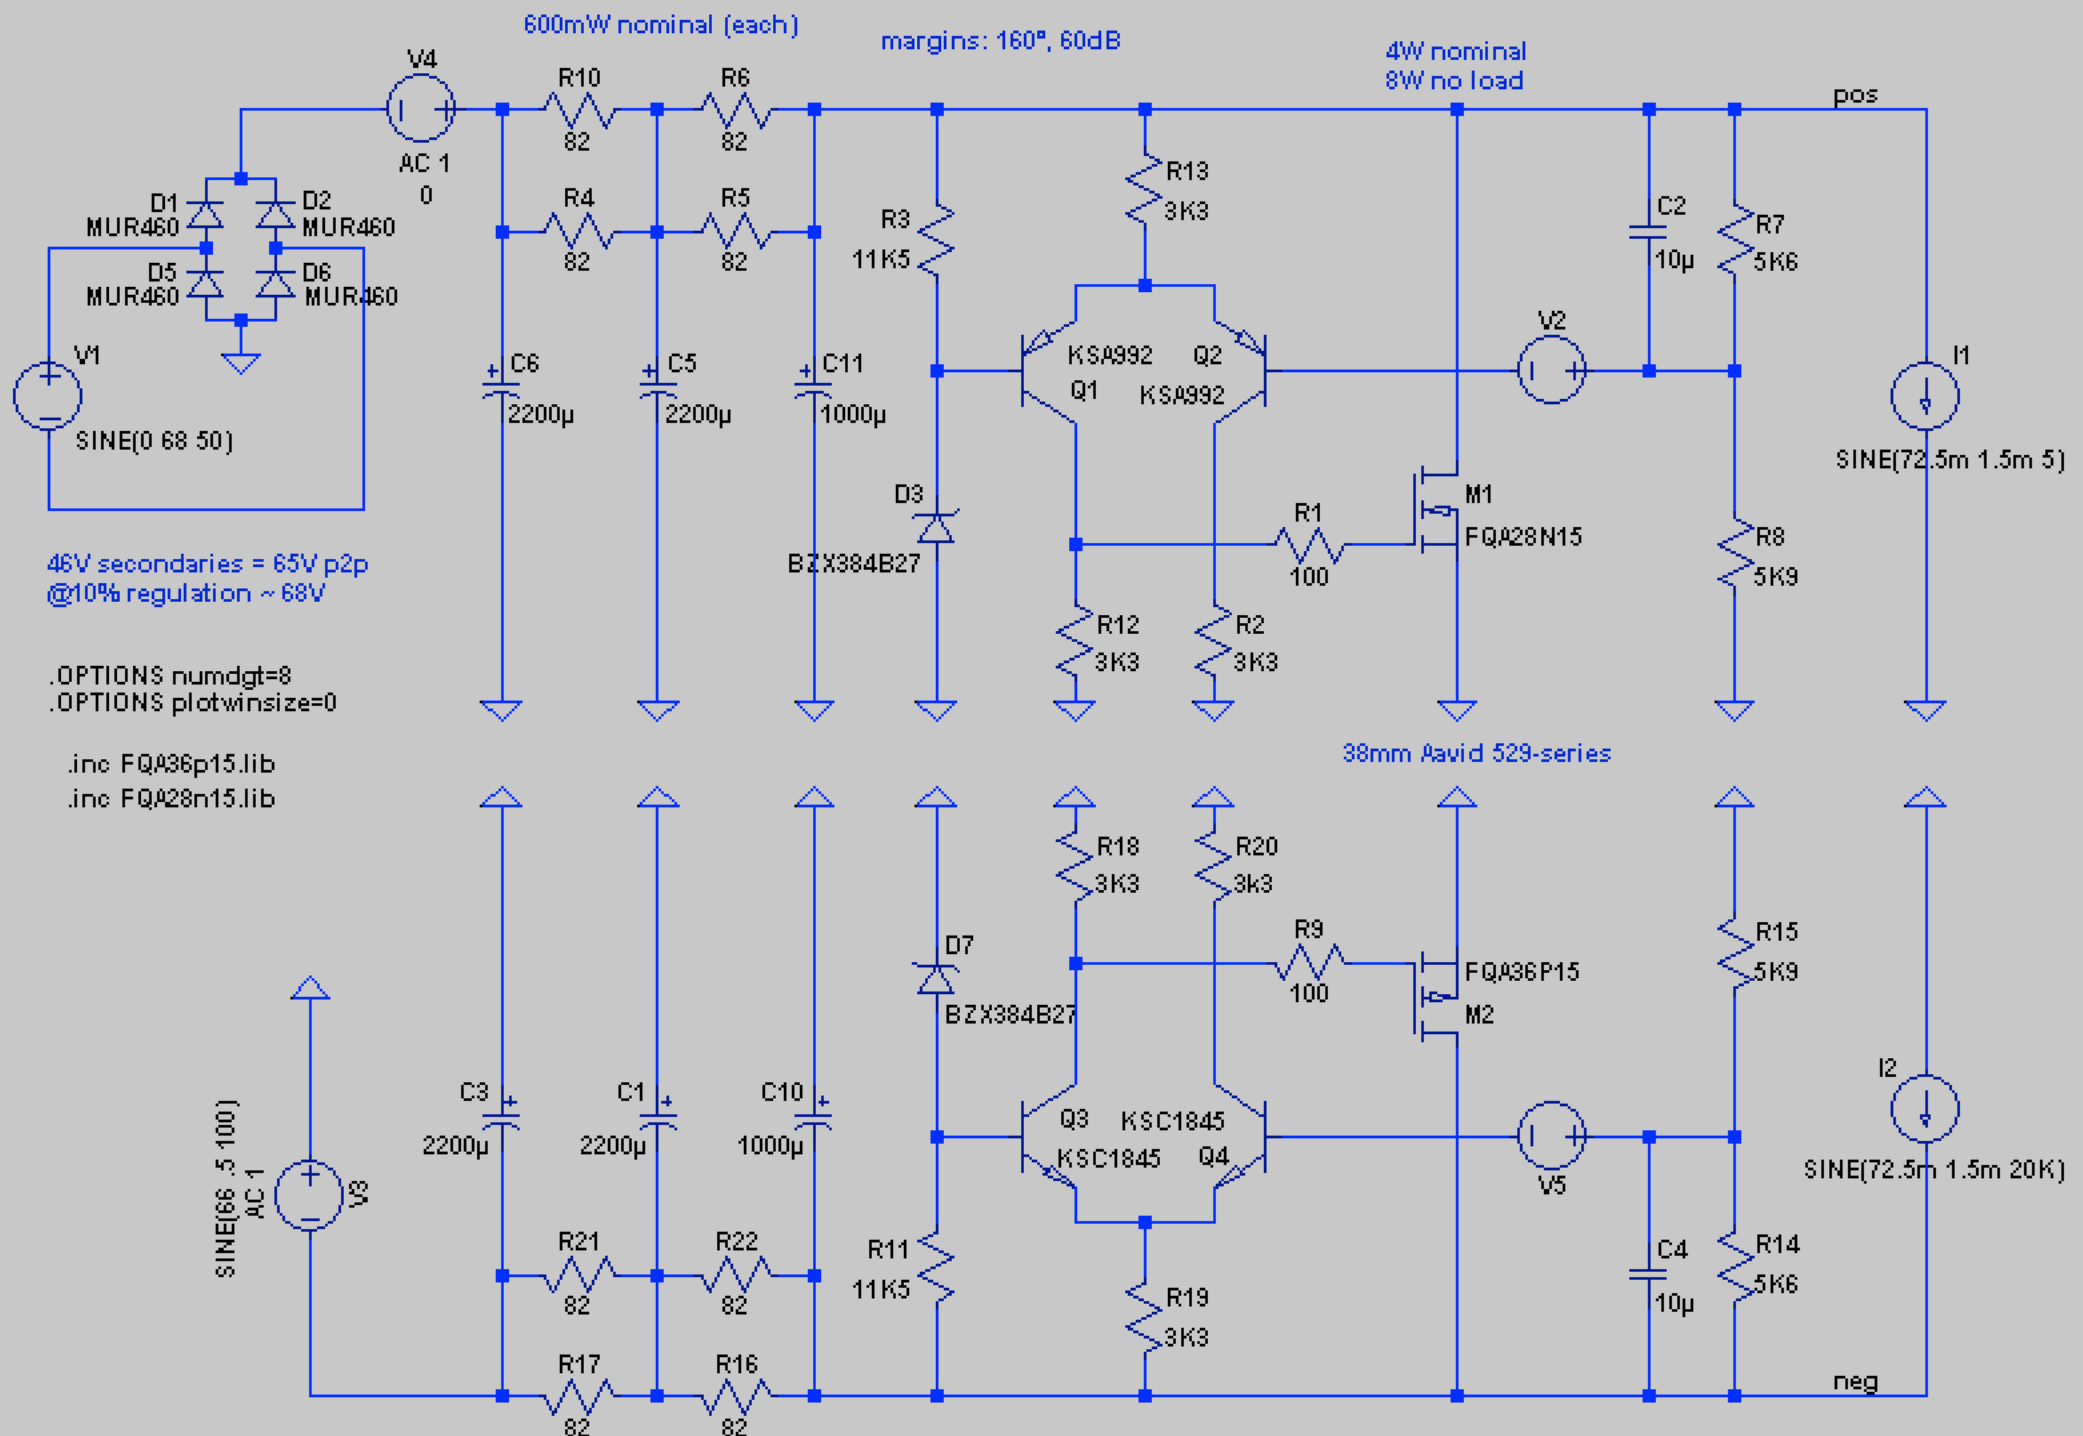 600mW nominal (each)
margins: 160°, 60dB
4W nominal
8W no load
V4
AC 1
0
R10
82
R6
82
R4
82
R5
82
pos
D1
MUR460
D2
MUR460
D5
MUR460
D6
MUR460
V1
SINE(0 68 50)
C6
2200µ
C5
2200µ
C11
1000µ
R3
11K5
R13
3K3
KSA992
Q1
Q2
KSA992
V2
C2
10µ
R7
5K6
I1
SINE(72.5m 1.5m 5)
D3
BZX384B27
R1
100
M1
FQA28N15
R8
5K9
R12
3K3
R2
3K3
46V secondaries = 65V p2p
@10% regulation ~ 68V
.OPTIONS numdgt=8
.OPTIONS plotwinsize=0
.inc FQA36p15.lib
.inc FQA28n15.lib
38mm Aavid 529-series
R18
3K3
R20
3k3
D7
BZX384B27
R9
100
FQA36P15
M2
R15
5K9
SINE(66 .5 100)
AC 1
V3
C3
2200µ
C1
2200µ
C10
1000µ
Q3
KSC1845
KSC1845
Q4
V5
I2
SINE(72.5m 1.5m 20K)
R21
82
R22
82
R11
11K5
R19
3K3
C4
10µ
R14
5K6
R17
82
R16
82
neg